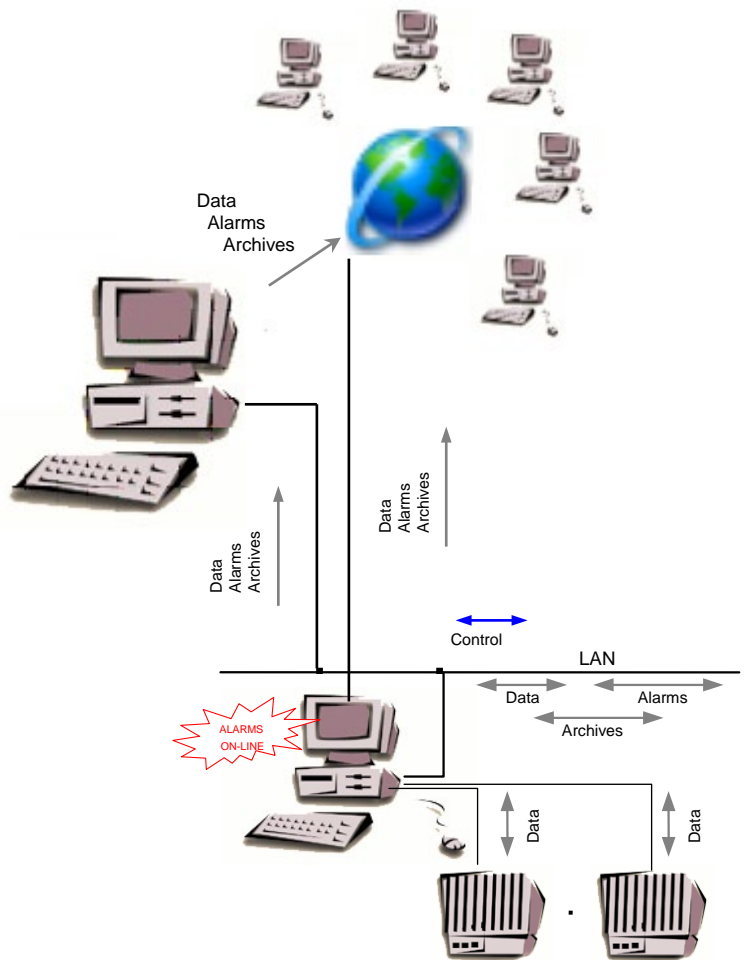 Data
Alarms
Archives
Data
Alarms
Archives
Data
Alarms
Archives
Control
LAN
Data
Alarms
Archives
ALARMS
ON-LINE
Data
Data